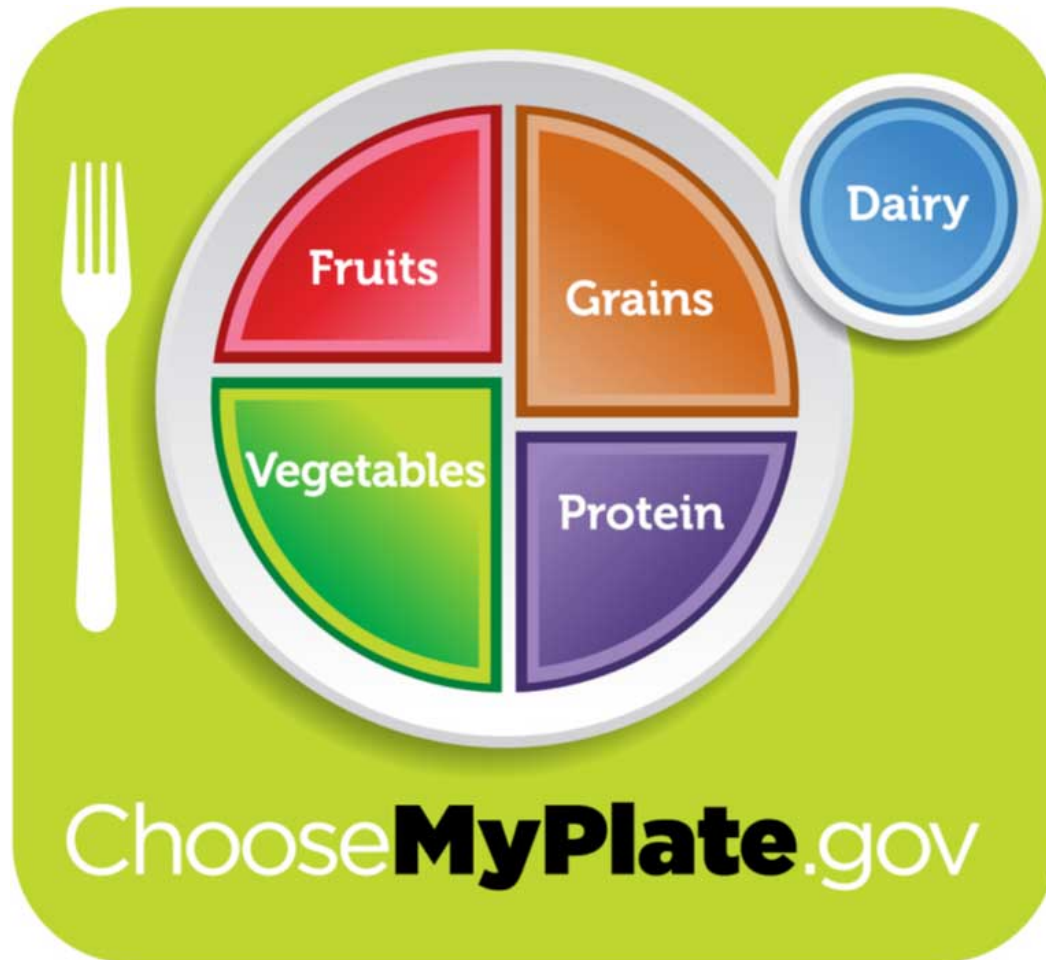 Fruits
Grains
Dairy
Vegetables
Protein
ChooseMyPlate.gov